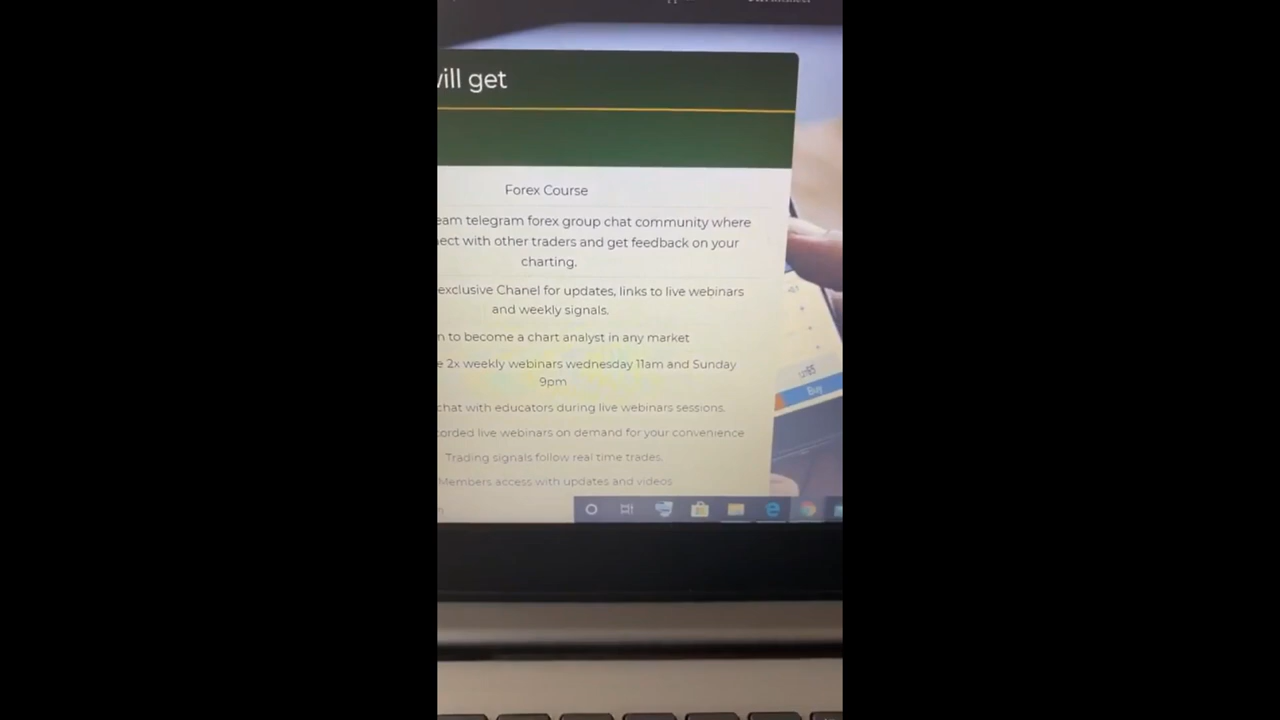 will get
Forex Course
eam telegram forex group chat community where
nect with other traders and get feedback on your
charting.
exclusive Chanel for updates, links to live webinars
and weekly signals.
n to become a chart analyst in any market
e 2x weekly webinars wednesday 11am and Sunday
9pm
chat with educators during live webinars sessions.
corded live webinars on demand for your convenience
Trading signals follow real time trades.
Members access with updates and videos
Buy